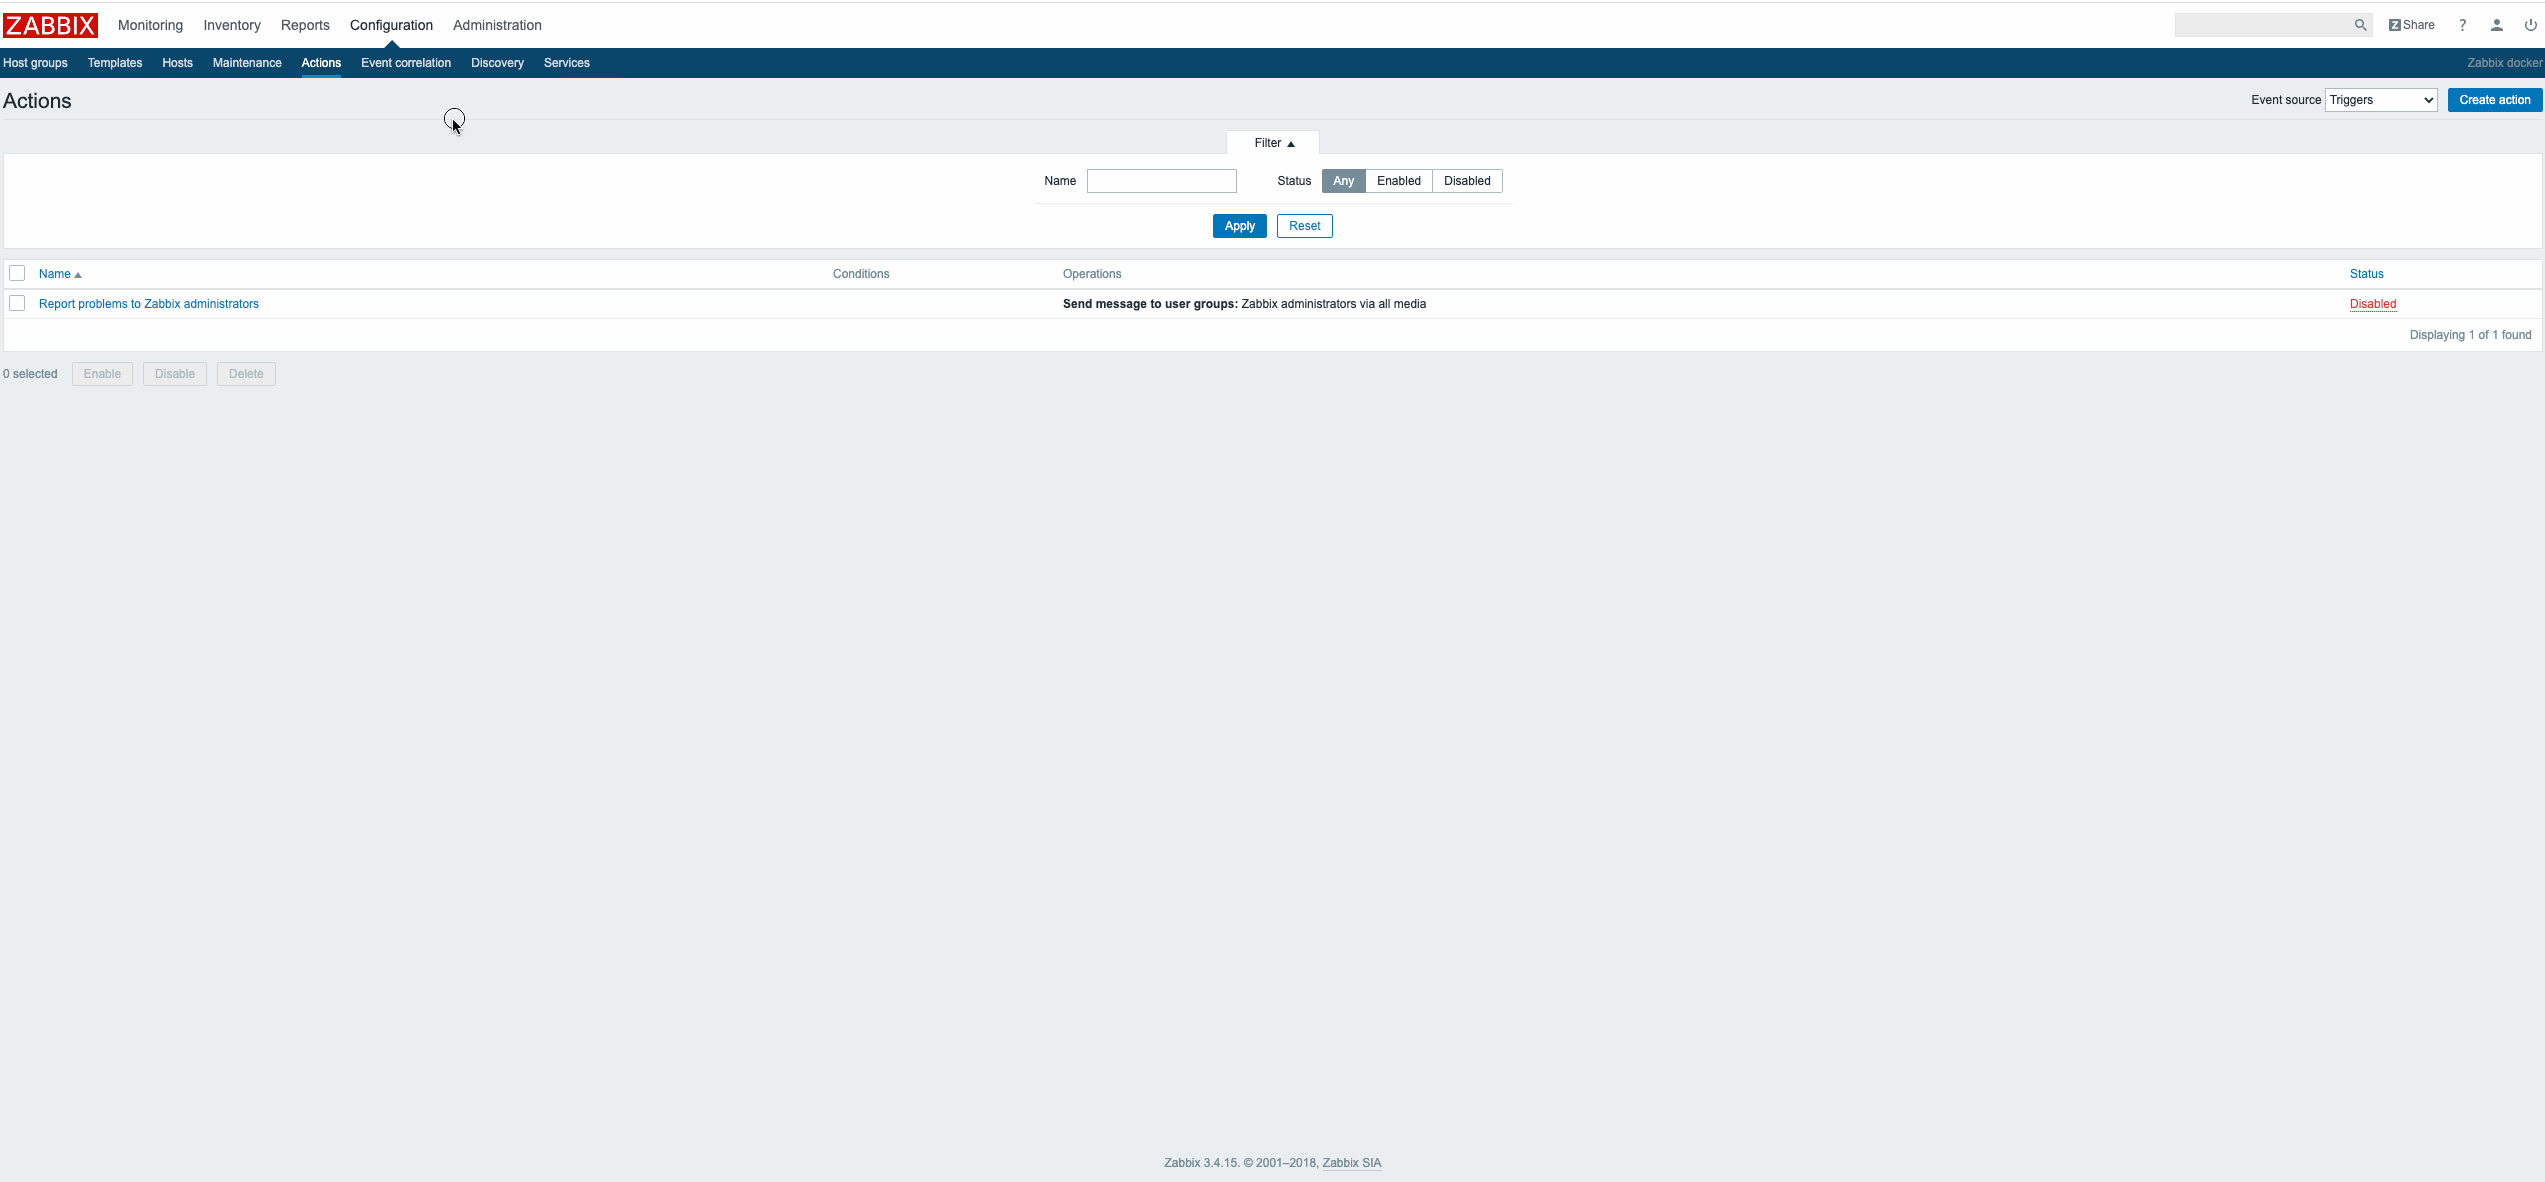 ZABBIX Monitoring Inventory Reports Configuration Administration Z Share ?
Host groups Templates Hosts Maintenance Actions Event correlation Discovery Services Zabbix docker
Actions Event source Triggers Create action
Filter ▲
Name Status Any Enabled Disabled
Apply Reset
Name ▲ Conditions Operations Status
Report problems to Zabbix administrators Send message to user groups: Zabbix administrators via all media Disabled
Displaying 1 of 1 found
0 selected Enable Disable Delete
Zabbix 3.4.15. © 2001–2018, Zabbix SIA